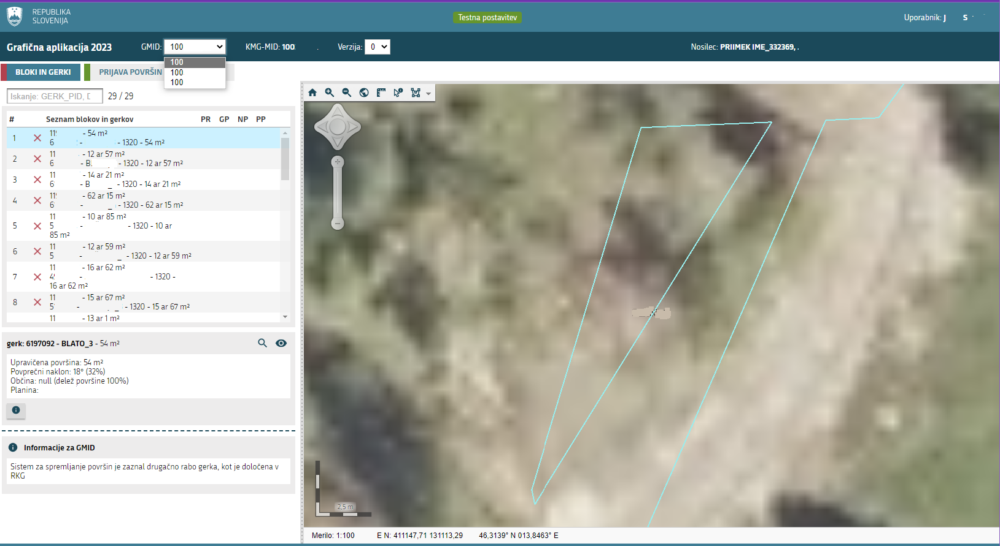 REPUBLIKA
SLOVENIJA
Testna postavitev
Uporabnik: J S
Grafična aplikacija 2023
GMID: 100
KMG-MID: 100
Verzija: 0
Nosilec: PRIIMEK IME_332369, .
100
100
100
BLOKI IN GERKI
PRIJAVA POVRŠIN
Iskanje: GERK_PID, D
29 / 29
# Seznam blokov in gerkov PR GP NP PP
1 11 - 54 m²
6 - - 1320 - 54 m²
2 11 - 12 ar 57 m²
6 - B - 1320 - 12 ar 57 m²
3 11 - 14 ar 21 m²
6 - B _ - 1320 - 14 ar 21 m²
4 11 - 62 ar 15 m²
6 - _ - 1320 - 62 ar 15 m²
5 11 - 10 ar 85 m²
5 - - 1320 - 10 ar
85 m²
6 11 - 12 ar 59 m²
5 - _ - 1320 - 12 ar 59 m²
7 11 - 16 ar 62 m²
4 - - 1320 -
16 ar 62 m²
8 11 - 15 ar 67 m²
5 - _ - 1320 - 15 ar 67 m²
11 - 13 ar 1 m²
gerk: 6197092 - BLATO_3 - 54 m²
Upravičena površina: 54 m²
Povprečni naklon: 18° (32%)
Občina: null (delež površine 100%)
Planina:
Informacije za GMID
Sistem za spremljanje površin je zaznal drugačno rabo gerka, kot je določena v
RKG
2,5 m
Merilo: 1:100
E N: 411147,71 131113,29
46,3139° N 013,8463° E